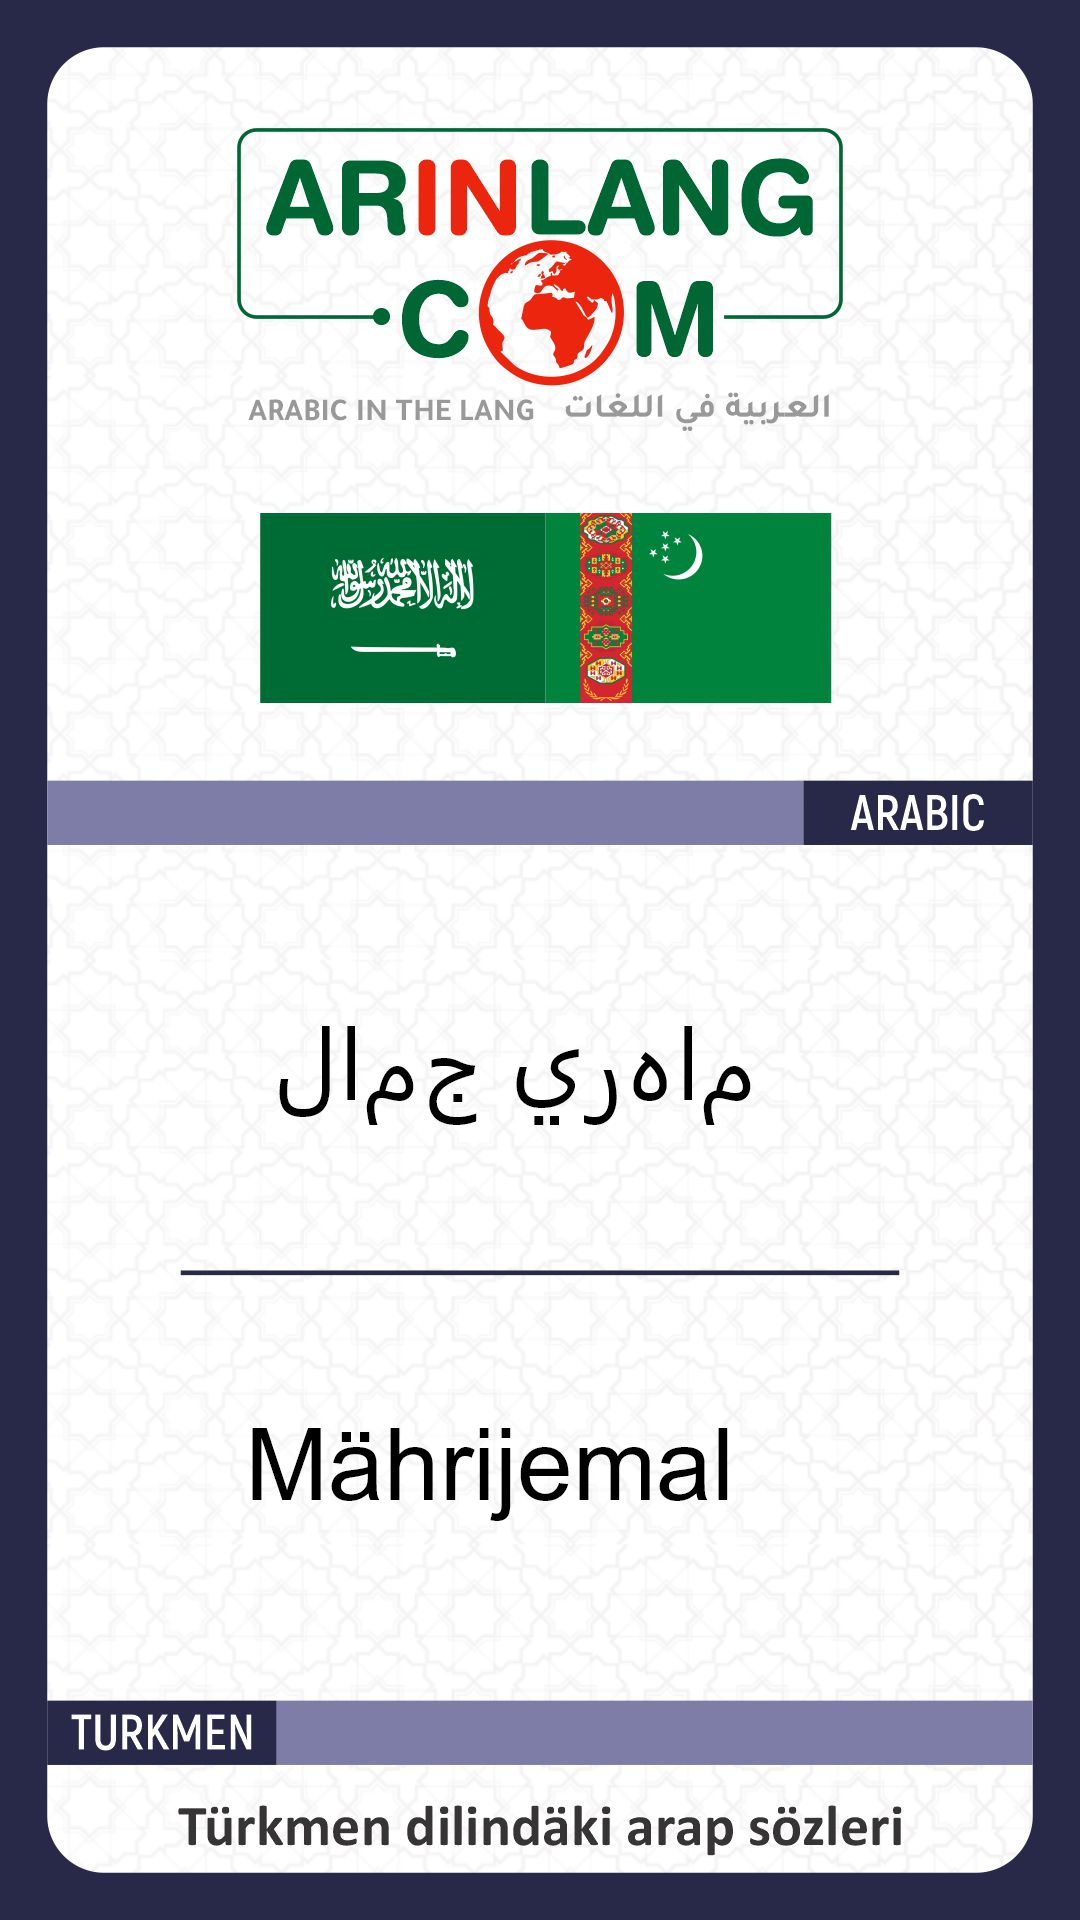 ARINLANG
.COM
ARABIC IN THE LANG العربية في اللغات
لا إله إلا الله محمد رسول الله
ARABIC
ماهري جمال
Mährijemal
TURKMEN
Türkmen dilindäki arap sözleri